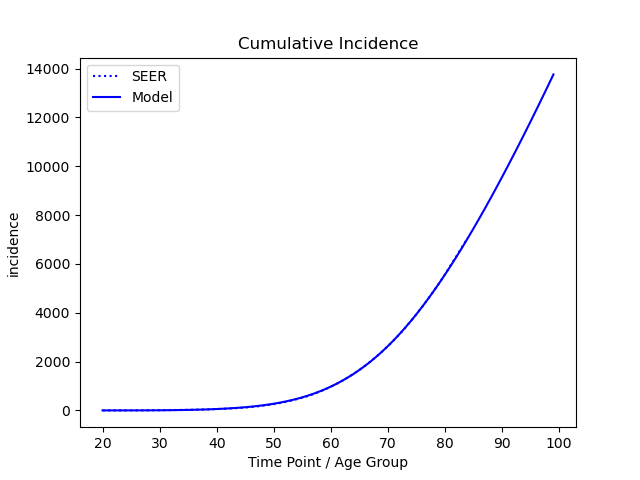 Cumulative Incidence
SEER
Model
14000
12000
10000
8000
6000
4000
2000
0
incidence
20 30 40 50 60 70 80 90 100
Time Point / Age Group